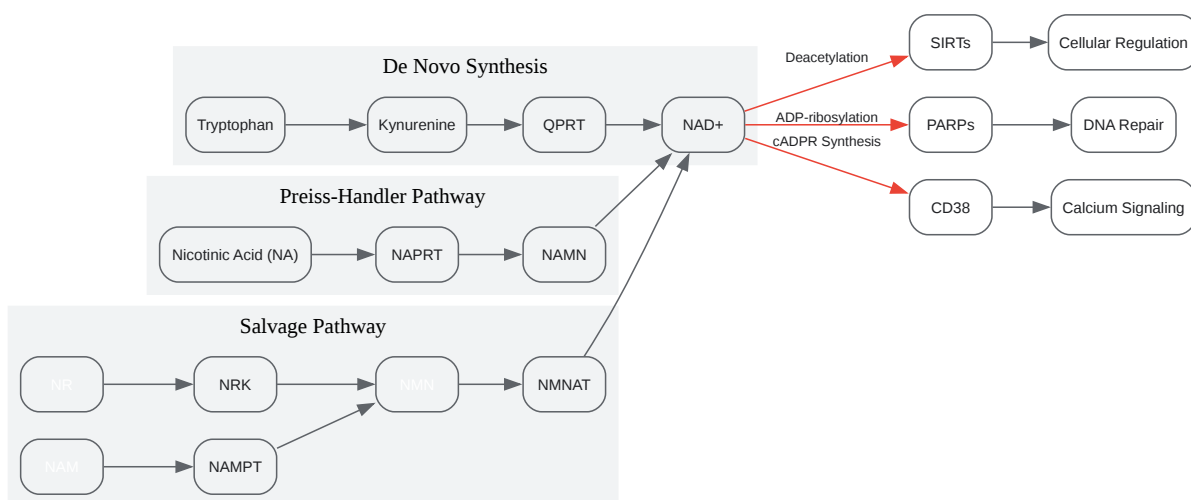 De Novo Synthesis
Tryptophan
Kynurenine
QPRT
NAD+
Deacetylation
ADP-ribosylation
cADPR Synthesis
SIRTs
Cellular Regulation
PARPs
DNA Repair
CD38
Calcium Signaling
Preiss-Handler Pathway
Nicotinic Acid (NA)
NAPRT
NAMN
Salvage Pathway
NR
NRK
NMN
NMNAT
NAM
NAMPT